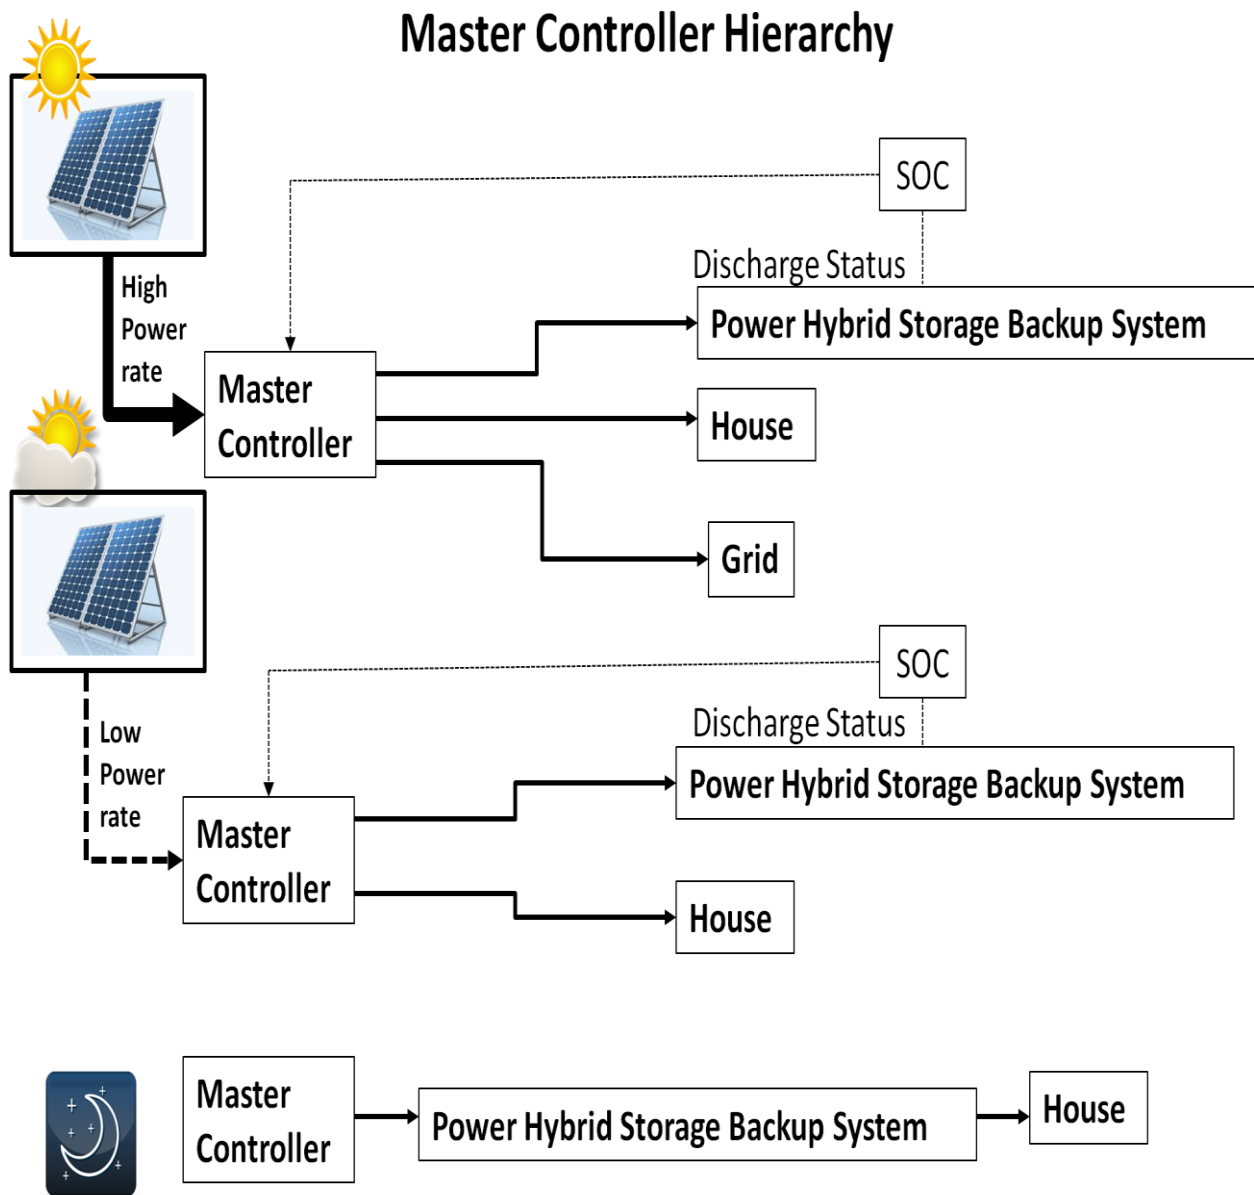 Master Controller Hierarchy
SOC
Discharge Status
High
Power
rate
Power Hybrid Storage Backup System
Master
Controller
House
Grid
SOC
Discharge Status
Low
Power
rate
Power Hybrid Storage Backup System
Master
Controller
House
Master
Controller
Power Hybrid Storage Backup System
House